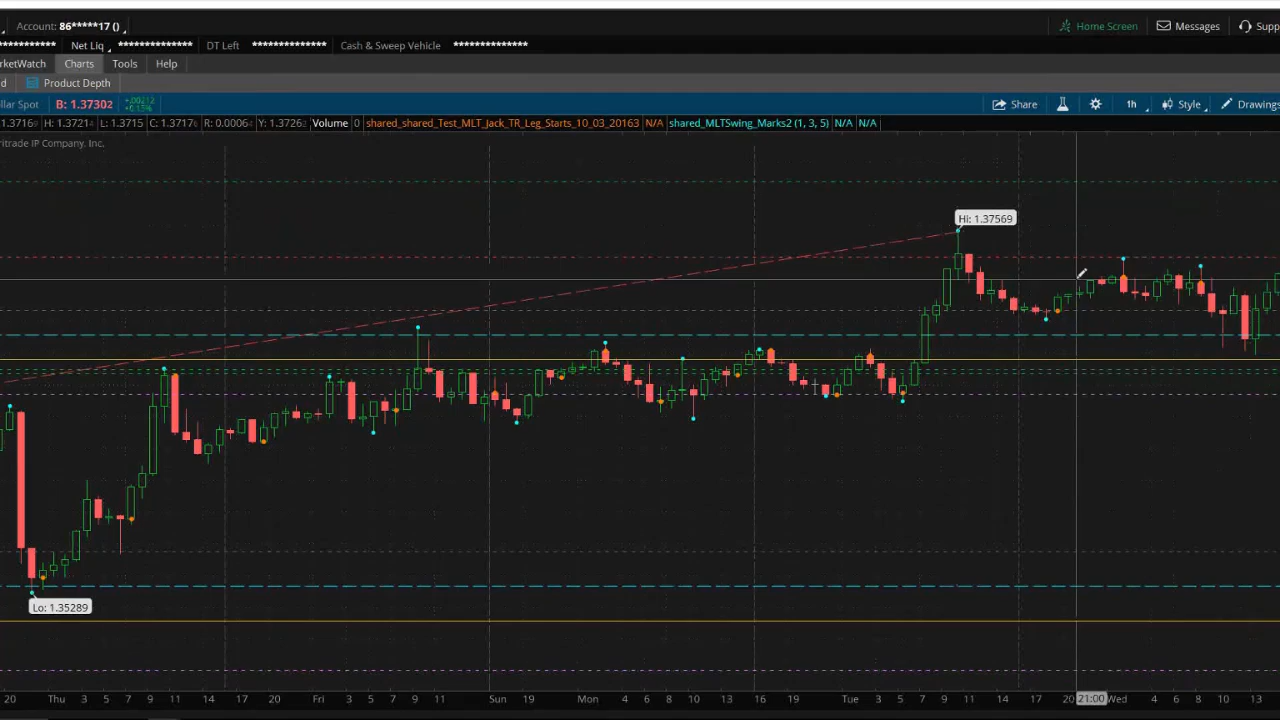 Account: 86*****17 ()
Home Screen Messages Supp
************ Net Liq *************** DT Left *************** Cash & Sweep Vehicle ***************
rketWatch Charts Tools Help
d Product Depth
llar Spot B: 1.37302 +.00212 +0.15% Share 1h Style Drawings
1.37169 H: 1.3721 L: 1.3715 C: 1.3717 R: 0.0006 Y: 1.3726 Volume 0 shared_shared_Test_MLT_Jack_TR_Leg_Starts_10_03_20163 N/A shared_MLTSwing_Marks2 (1, 3, 5) N/A N/A
ritrade IP Company, Inc.
Hi: 1.37569
Lo: 1.35289
20 Thu 3 5 7 9 11 14 17 20 Fri 3 5 7 9 11 Sun 19 Mon 4 6 8 10 13 16 19 Tue 3 5 7 9 11 14 17 20 21:00 Wed 4 6 8 10 13